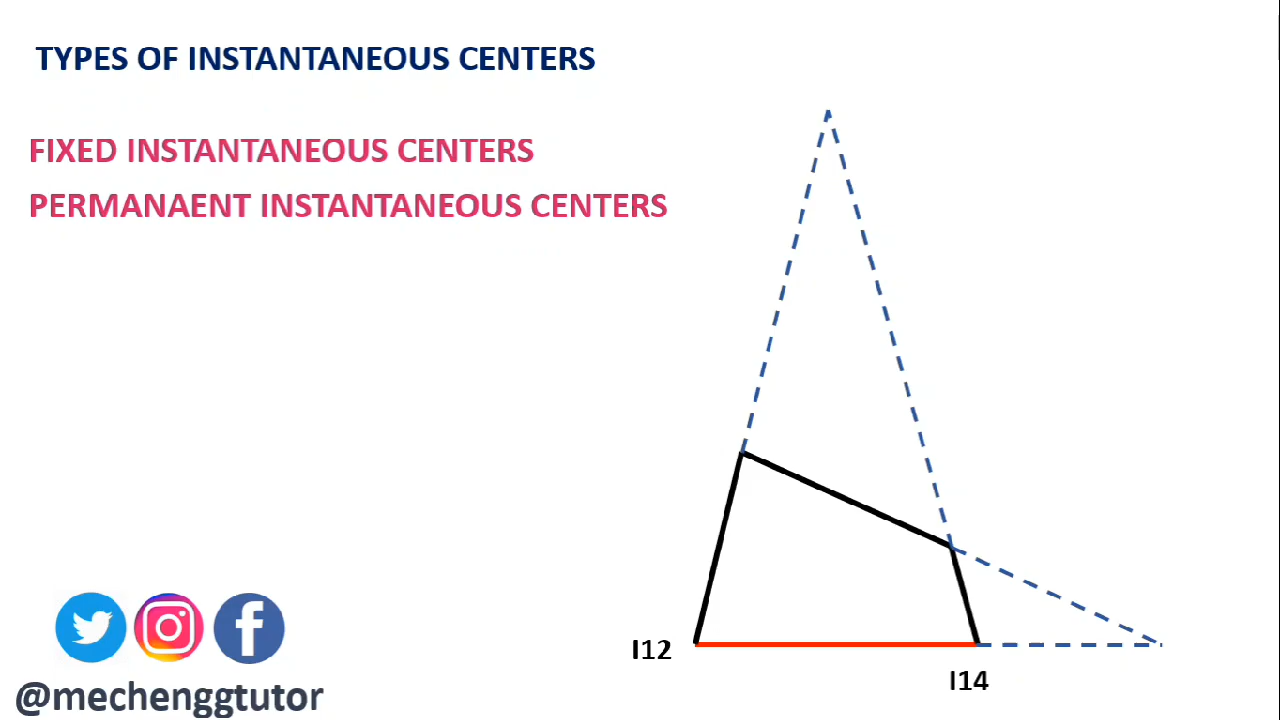 TYPES OF INSTANTANEOUS CENTERS
FIXED INSTANTANEOUS CENTERS
PERMANAENT INSTANTANEOUS CENTERS
I12
I14
@mechenggtutor